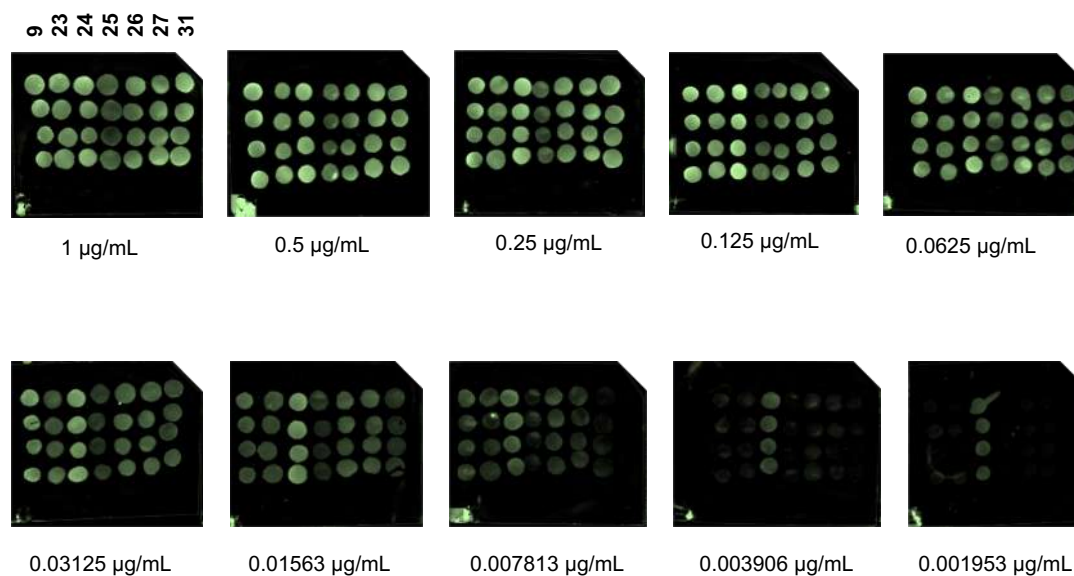 9 23 24 25 26 27 31
1 µg/mL
0.5 µg/mL
0.25 µg/mL
0.125 µg/mL
0.0625 µg/mL
0.03125 µg/mL
0.01563 µg/mL
0.007813 µg/mL
0.003906 µg/mL
0.001953 µg/mL